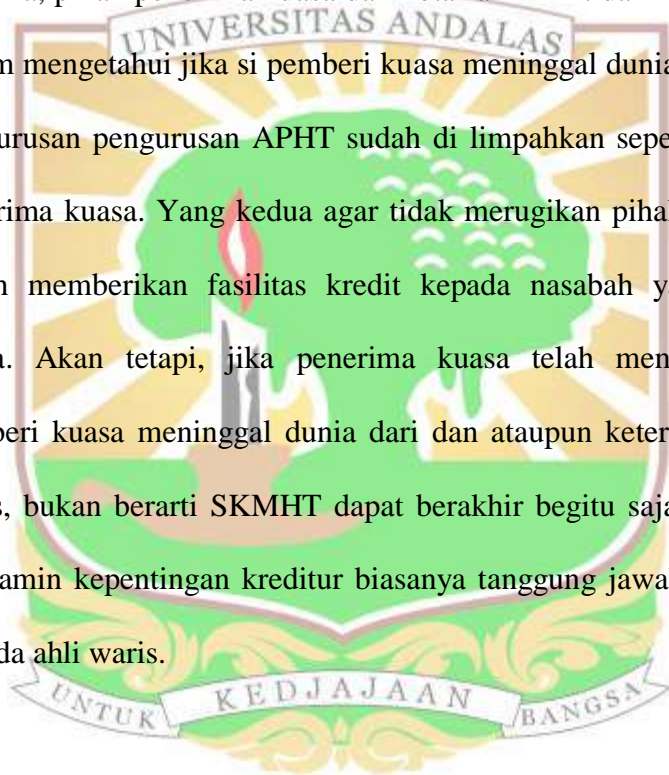 UNIVERSITAS ANDALAS
m mengetahui jika si pemberi kuasa meninggal dunia
urusan pengurusan APHT sudah di limpahkan sepe
rima kuasa. Yang kedua agar tidak merugikan piha
n memberikan fasilitas kredit kepada nasabah y
a. Akan tetapi, jika penerima kuasa telah men
beri kuasa meninggal dunia dari dan ataupun keter
s, bukan berarti SKMHT dapat berakhir begitu saja
amin kepentingan kreditur biasanya tanggung jawa
da ahli waris.
UNTUK KEDJAJAAN BANGSA